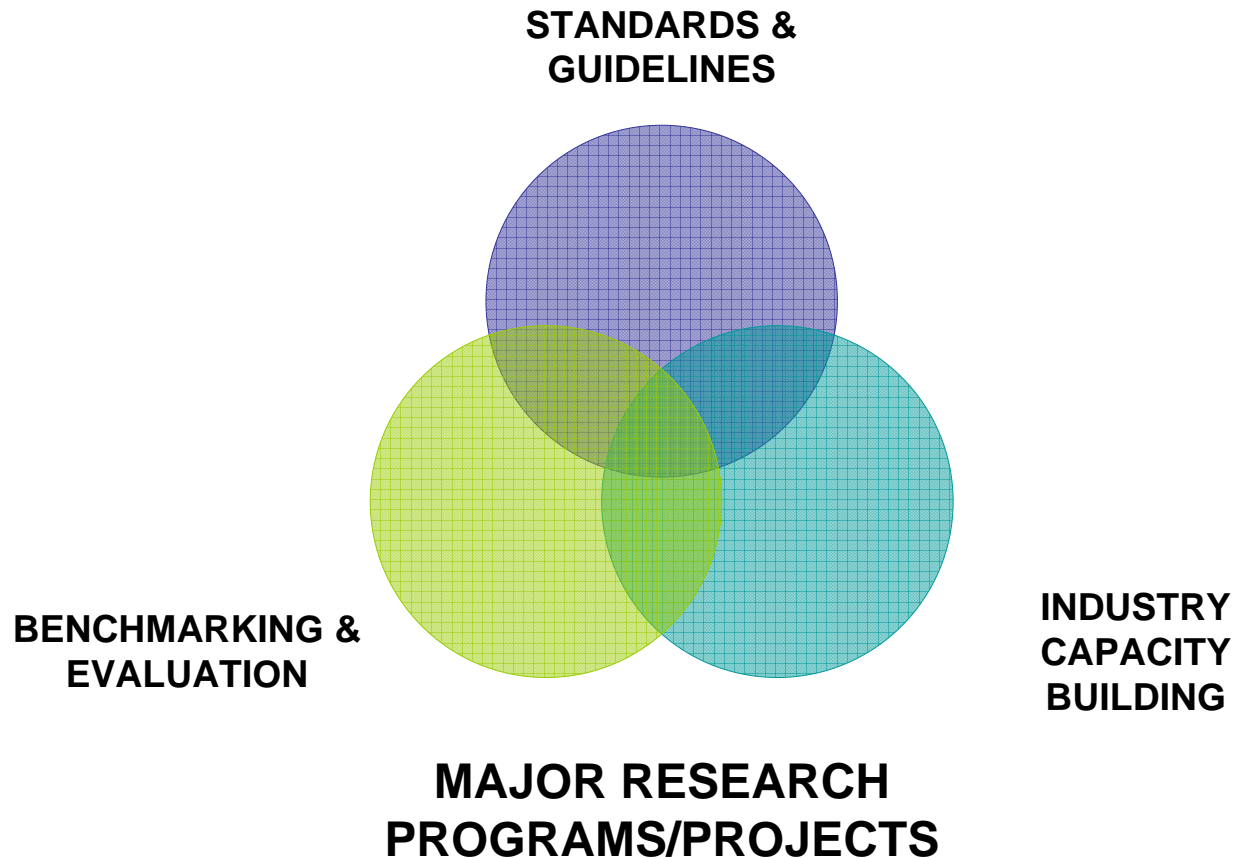 STANDARDS &
GUIDELINES
BENCHMARKING &
EVALUATION
INDUSTRY
CAPACITY
BUILDING
MAJOR RESEARCH
PROGRAMS/PROJECTS